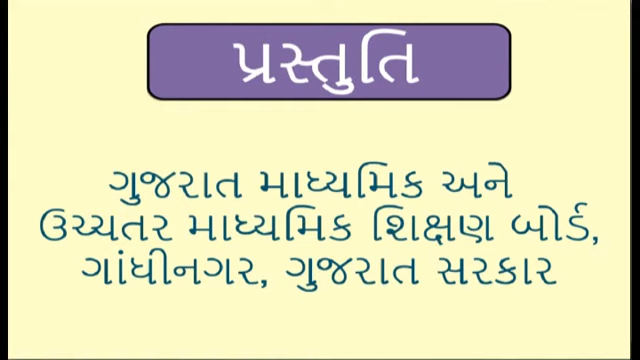 પ્રસ્તુતિ
ગુજરાત માધ્યમિક અને
ઉચ્ચતર માધ્યમિક શિક્ષણ બોર્ડ,
ગાંધીનગર, ગુજરાત સરકાર